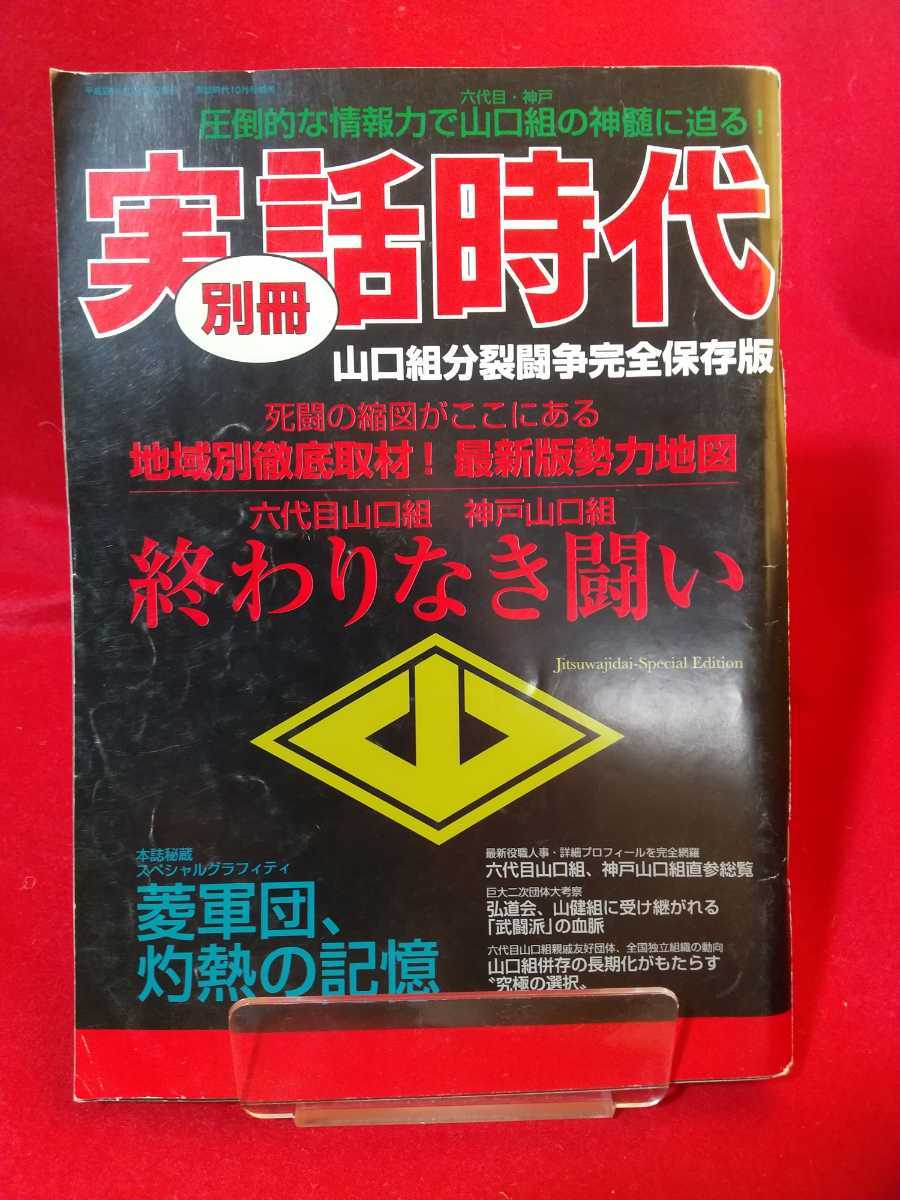 実話時代10月号増刊
六代目・神戸
圧倒的な情報力で山口組の神髄に迫る!
実話時代
別冊
山口組分裂闘争完全保存版
死闘の縮図がここにある
地域別徹底取材! 最新版勢力地図
六代目山口組 神戸山口組
終わりなき闘い
Jitsuwajidai-Special Edition
本誌秘蔵
スペシャルグラフィティ
菱軍団、
灼熱の記憶
最新役職人事・詳細プロフィールを完全網羅
六代目山口組、神戸山口組直参総覧
巨大二次団体大考察
弘道会、山健組に受け継がれる
「武闘派」の血脈
六代目山口組親戚友好団体、全国独立組織の動向
山口組併存の長期化がもたらす
〝究極の選択〟